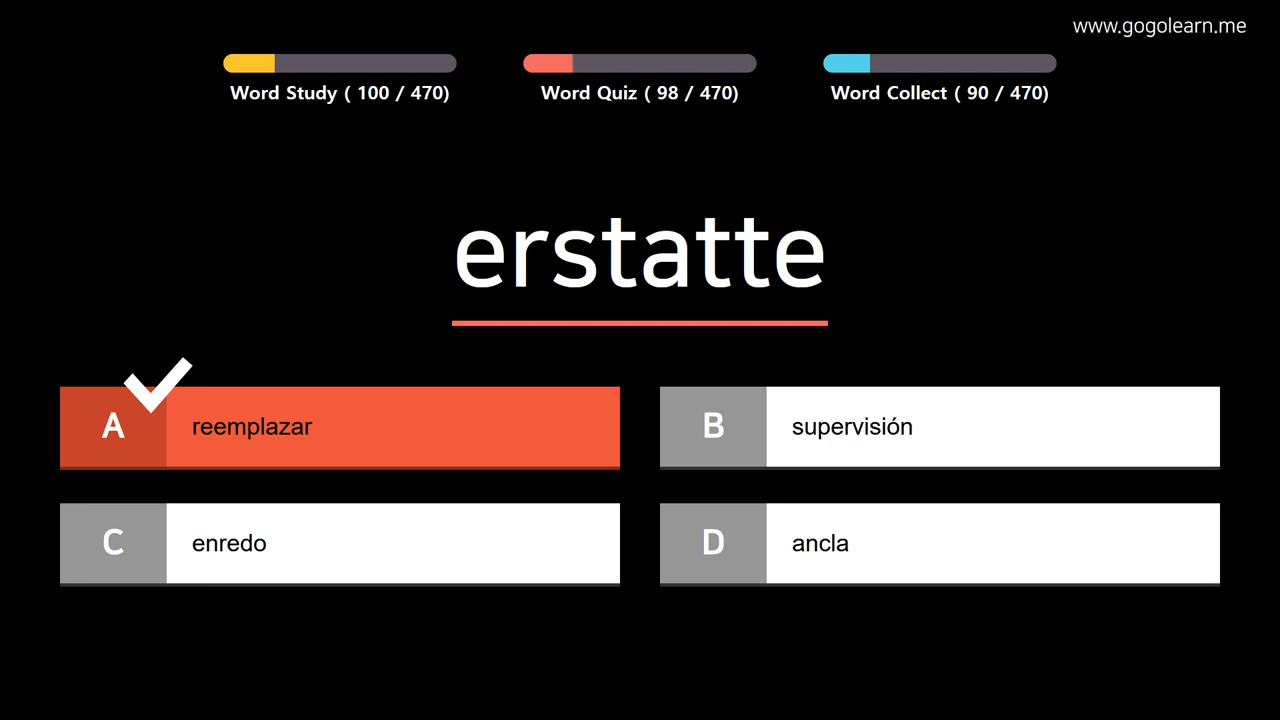 www.gogolearn.me
Word Study ( 100 / 470)
Word Quiz ( 98 / 470)
Word Collect ( 90 / 470)
erstatte
A reemplazar
B supervisión
C enredo
D ancla